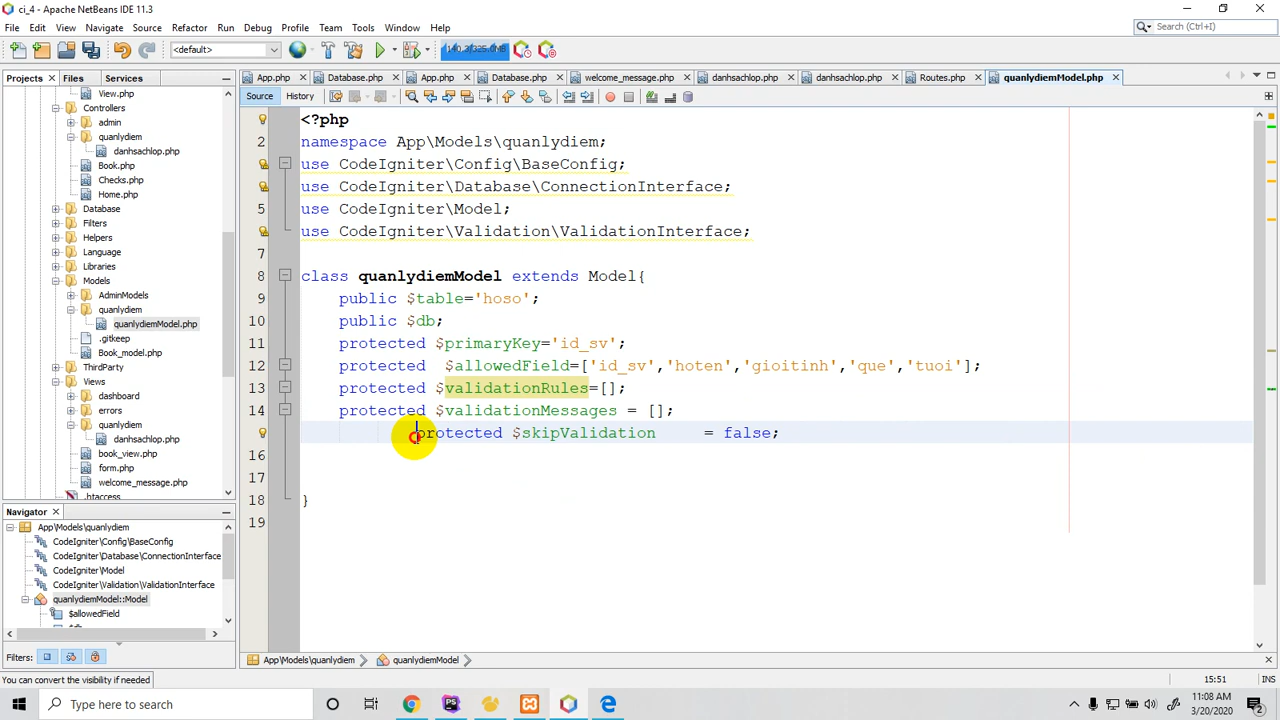 ci_4 - Apache NetBeans IDE 11.3
File Edit View Navigate Source Refactor Run Debug Profile Team Tools Window Help
Search (Ctrl+I)
<default>
140.3/325.0MB
Projects Files Services
App.php Database.php App.php Database.php welcome_message.php danhsachlop.php danhsachlop.php Routes.php quanlydiemModel.php
Source History
View.php
Controllers
admin
quanlydiem
danhsachlop.php
Book.php
Checks.php
Home.php
Database
Filters
Helpers
Language
Libraries
Models
AdminModels
quanlydiem
quanlydiemModel.php
.gitkeep
Book_model.php
ThirdParty
Views
dashboard
errors
quanlydiem
danhsachlop.php
book_view.php
form.php
welcome_message.php
.htaccess
<?php
2 namespace App\Models\quanlydiem;
use CodeIgniter\Config\BaseConfig;
use CodeIgniter\Database\ConnectionInterface;
5 use CodeIgniter\Model;
use CodeIgniter\Validation\ValidationInterface;
7
8 class quanlydiemModel extends Model{
9 public $table='hoso';
10 public $db;
11 protected $primaryKey='id_sv';
12 protected  $allowedField=['id_sv','hoten','gioitinh','que','tuoi'];
13 protected $validationRules=[];
14 protected $validationMessages = [];
protected $skipValidation     = false;
16
17
18 }
19
Navigator
App\Models\quanlydiem
CodeIgniter\Config\BaseConfig
CodeIgniter\Database\ConnectionInterface
CodeIgniter\Model
CodeIgniter\Validation\ValidationInterface
quanlydiemModel::Model
$allowedField
Filters:
App\Models\quanlydiem quanlydiemModel
You can convert the visibility if needed
15:51 INS
Type here to search
11:08 AM
3/20/2020
2